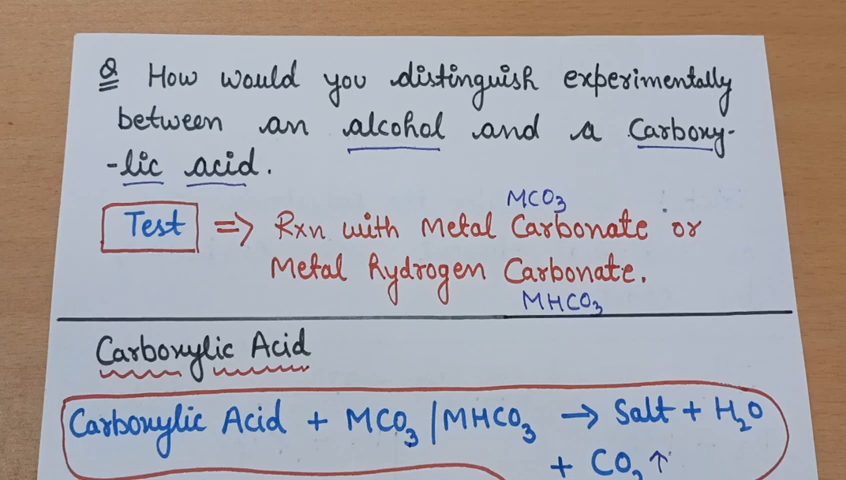 Q How would you distinguish experimentally
between an alcohol and a Carboxy-
-lic acid.
MCO₃
Test => Rxn with Metal Carbonate or
Metal hydrogen Carbonate.
MHCO₃
Carboxylic Acid
Carboxylic Acid + MCO₃/MHCO₃ → Salt + H₂O
+ CO₂↑